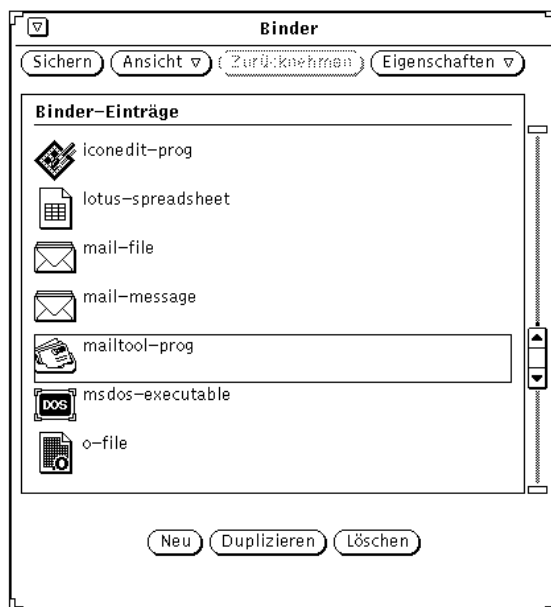 Binder
Sichern Ansicht Zurücknehmen Eigenschaften
Binder-Einträge
iconedit-prog
lotus-spreadsheet
mail-file
mail-message
mailtool-prog
DOS msdos-executable
.o o-file
Neu Duplizieren Löschen